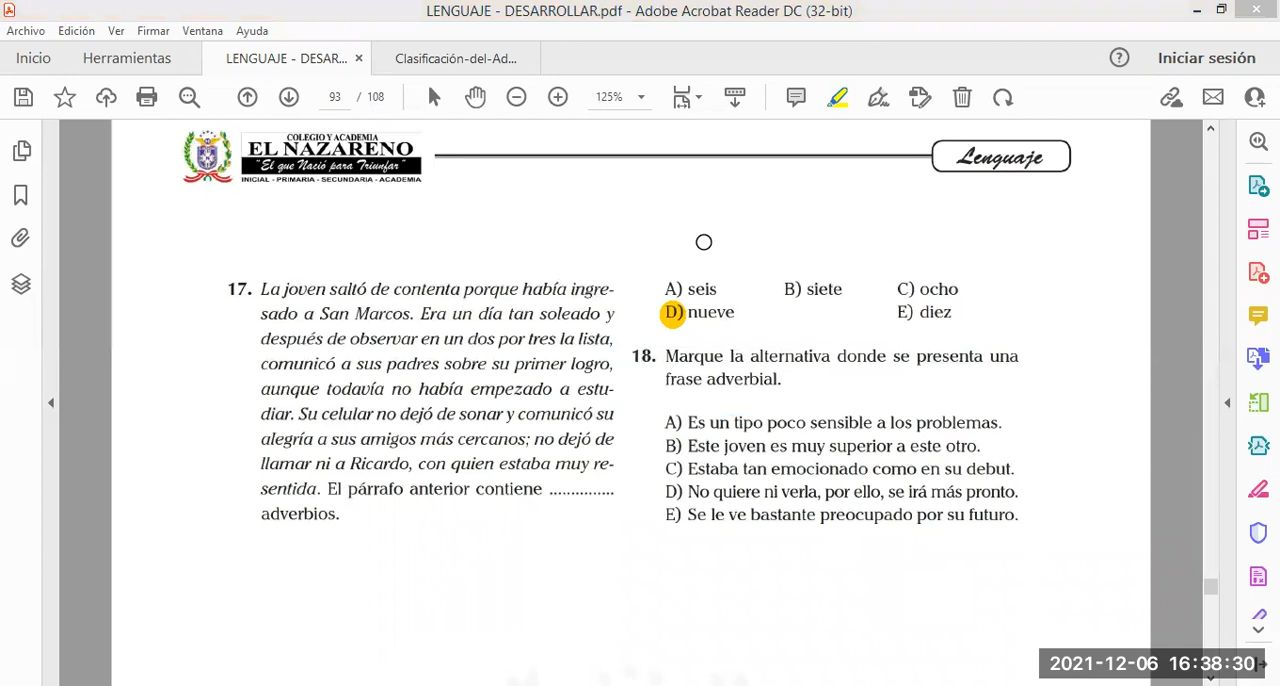 LENGUAJE - DESARROLLAR.pdf - Adobe Acrobat Reader DC (32-bit)
Archivo Edición Ver Firmar Ventana Ayuda
Inicio Herramientas LENGUAJE - DESAR... × Clasificación-del-Ad... ? Iniciar sesión
93 / 108 125%
COLEGIO Y ACADEMIA
EL NAZARENO
"El que Nació para Triunfar"
INICIAL - PRIMARIA - SECUNDARIA - ACADEMIA
Lenguaje
17. La joven saltó de contenta porque había ingre-
sado a San Marcos. Era un día tan soleado y
después de observar en un dos por tres la lista,
comunicó a sus padres sobre su primer logro,
aunque todavía no había empezado a estu-
diar. Su celular no dejó de sonar y comunicó su
alegría a sus amigos más cercanos; no dejó de
llamar ni a Ricardo, con quien estaba muy re-
sentida. El párrafo anterior contiene ..............
adverbios.
A) seis B) siete C) ocho
D) nueve E) diez
18. Marque la alternativa donde se presenta una
frase adverbial.
A) Es un tipo poco sensible a los problemas.
B) Este joven es muy superior a este otro.
C) Estaba tan emocionado como en su debut.
D) No quiere ni verla, por ello, se irá más pronto.
E) Se le ve bastante preocupado por su futuro.
2021-12-06 16:38:30